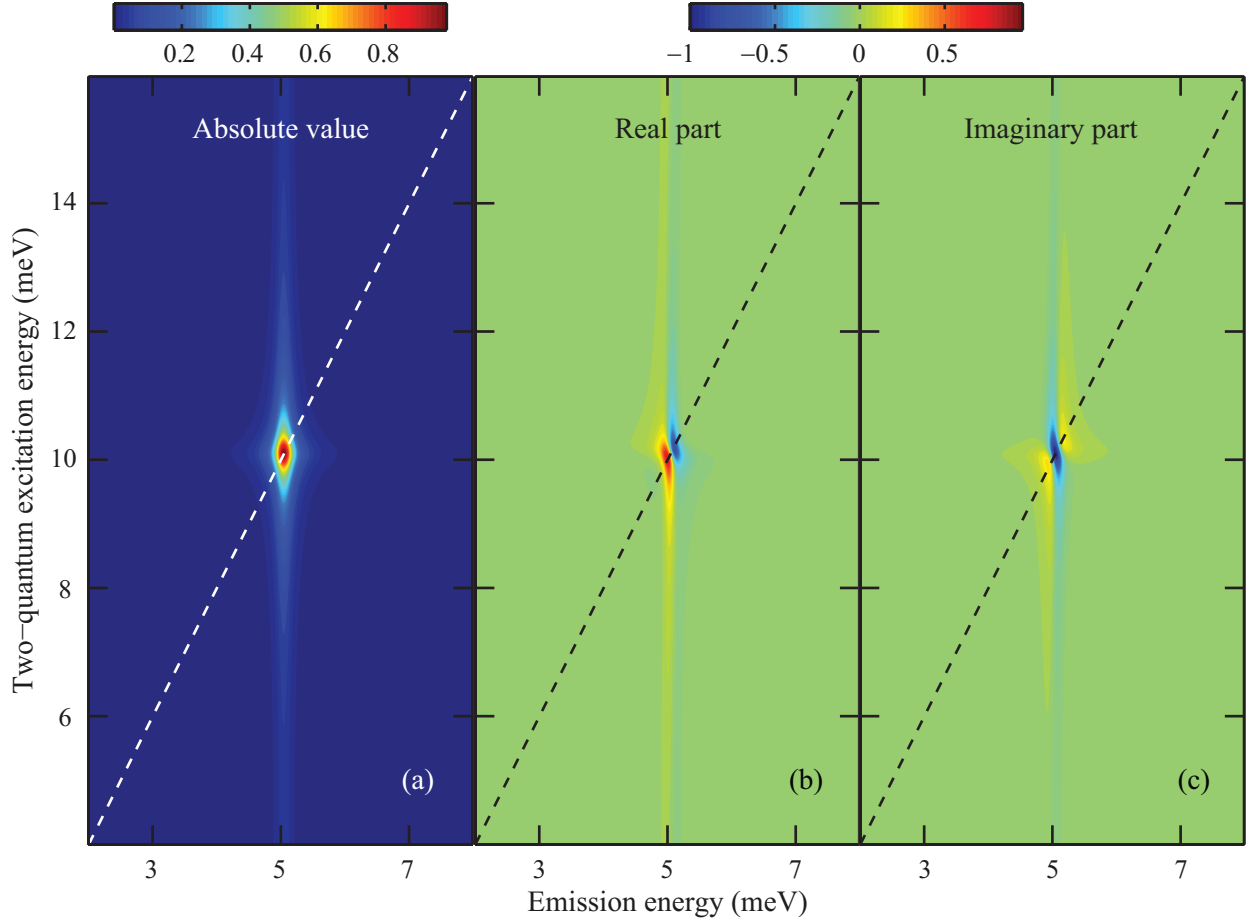 0.2 0.4 0.6 0.8
−1 −0.5 0 0.5
Absolute value
Real part
Imaginary part
Two−quantum excitation energy (meV)
14
12
10
8
6
(a)
(b)
(c)
3 5 7
3 5 7
3 5 7
Emission energy (meV)